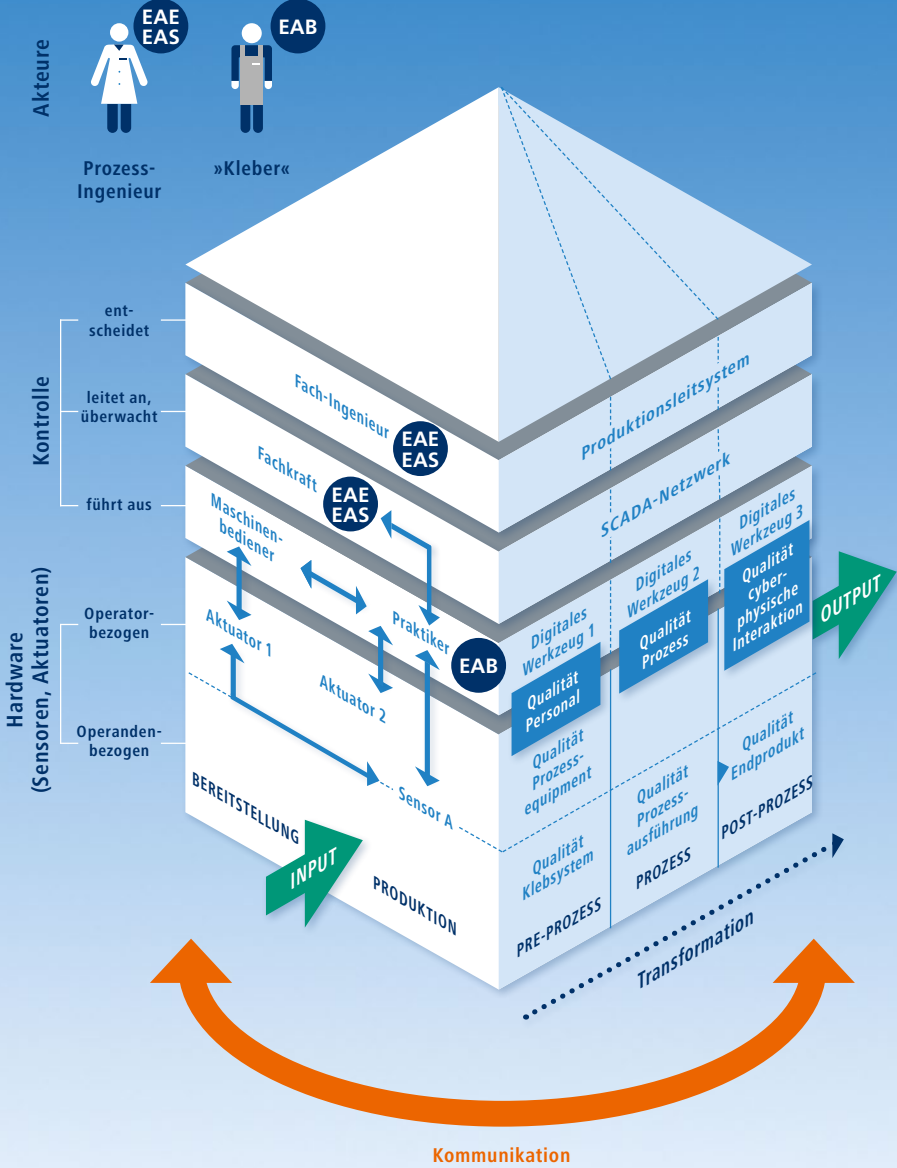 Akteure
EAE
EAS
EAB
Prozess-
Ingenieur
»Kleber«
Kontrolle
ent-
scheidet
leitet an,
überwacht
führt aus
Hardware
(Sensoren, Aktuatoren)
Operator-
bezogen
Operanden-
bezogen
Fach-Ingenieur
EAE
EAS
Fachkraft
EAE
EAS
Maschinen-
bediener
Praktiker
EAB
Aktuator 1
Aktuator 2
Sensor A
BEREITSTELLUNG
INPUT
PRODUKTION
Produktionsleitsystem
SCADA-Netzwerk
Digitales
Werkzeug 1
Digitales
Werkzeug 2
Digitales
Werkzeug 3
Qualität
Personal
Qualität
Prozess
Qualität
cyber-
physische
Interaktion
OUTPUT
Qualität
Prozess-
equipment
Qualität
Prozess-
ausführung
Qualität
Endprodukt
Qualität
Klebsystem
PRE-PROZESS
PROZESS
POST-PROZESS
Transformation
Kommunikation